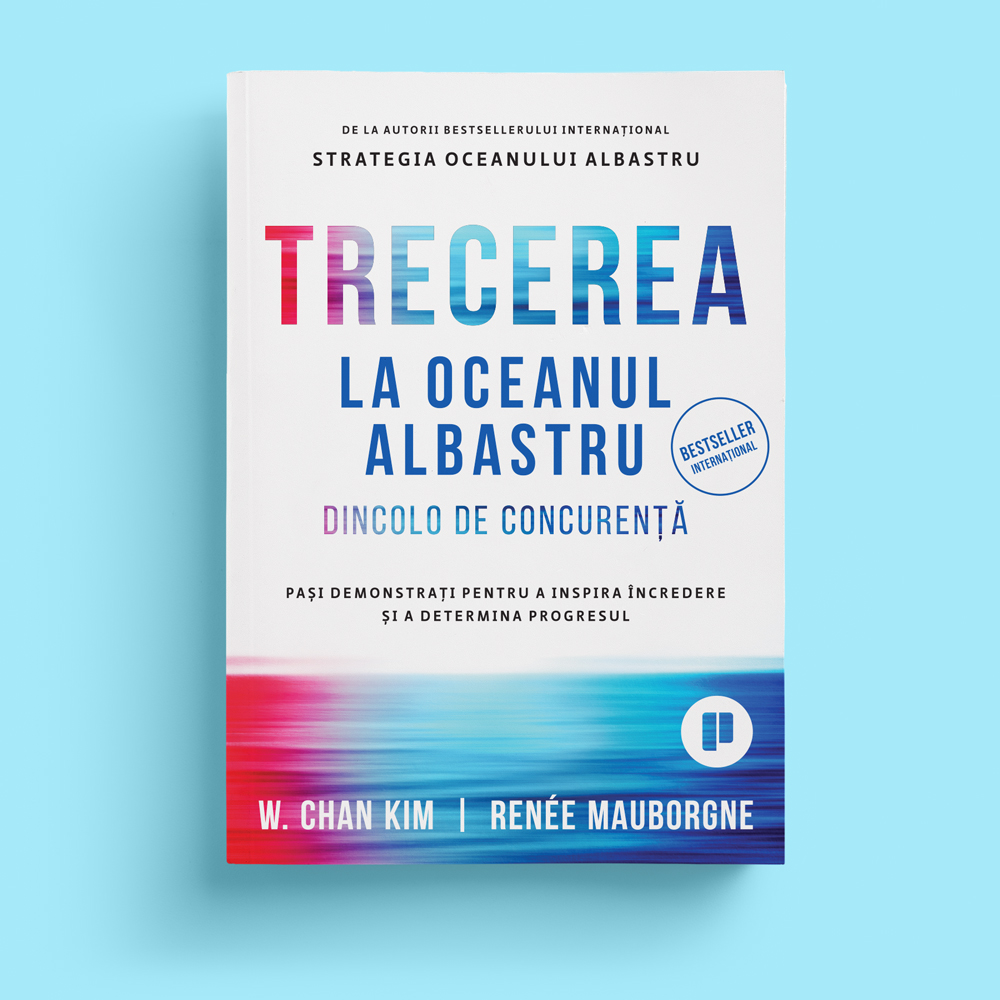 DE LA AUTORII BESTSELLERULUI INTERNAȚIONAL
STRATEGIA OCEANULUI ALBASTRU
TRECEREA
LA OCEANUL
ALBASTRU
BESTSELLER
INTERNAȚIONAL
DINCOLO DE CONCURENȚĂ
PAȘI DEMONSTRAȚI PENTRU A INSPIRA ÎNCREDERE
ȘI A DETERMINA PROGRESUL
P
W. CHAN KIM | RENÉE MAUBORGNE